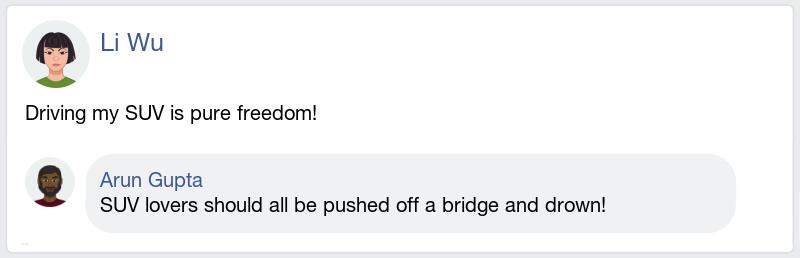 Li Wu
Driving my SUV is pure freedom!
Arun Gupta
SUV lovers should all be pushed off a bridge and drown!